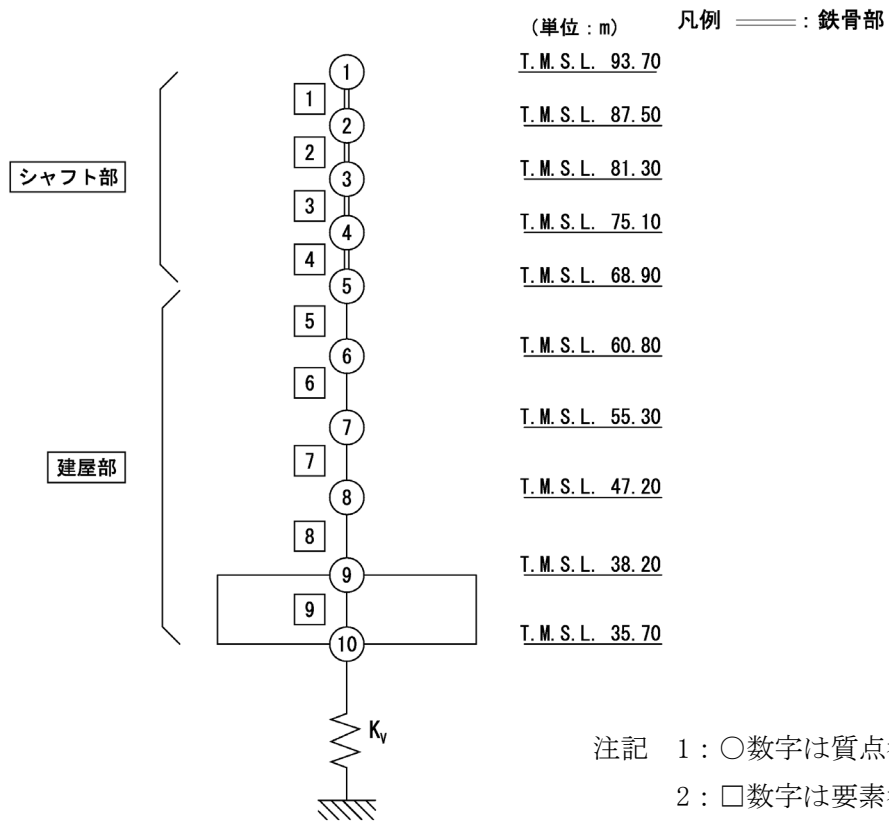 (単位：m)
凡例 ：鉄骨部
T.M.S.L. 93.70
1
1
T.M.S.L. 87.50
2
2
T.M.S.L. 81.30
シャフト部
3
3
T.M.S.L. 75.10
4
4
T.M.S.L. 68.90
5
5
T.M.S.L. 60.80
6
6
T.M.S.L. 55.30
7
建屋部
7
T.M.S.L. 47.20
8
8
T.M.S.L. 38.20
9
9
T.M.S.L. 35.70
10
Kv
注記 1：○数字は質点
2：□数字は要素